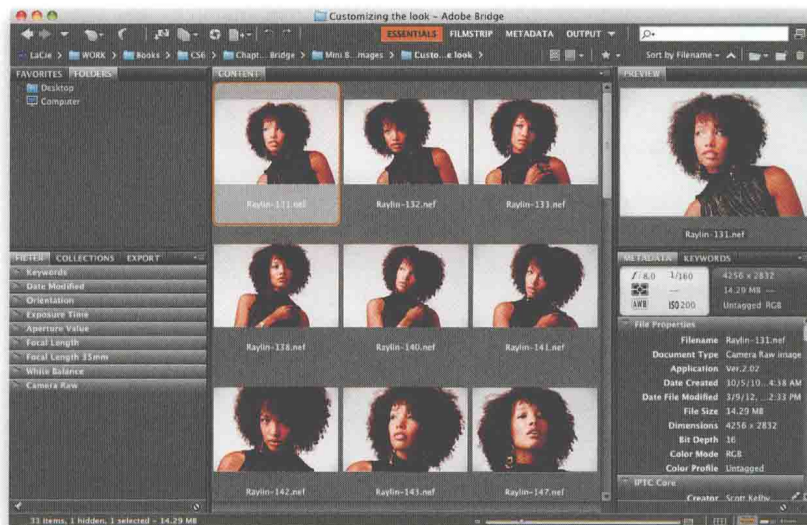 Customizing the look – Adobe Bridge
ESSENTIALS FILMSTRIP METADATA OUTPUT
LaCie > WORK > Books > CS6 > Chapt... Bridge > Mini B...mages > Custo...e look >
Sort by Filename
FAVORITES FOLDERS
Desktop
Computer
FILTER COLLECTIONS EXPORT
Keywords
Date Modified
Orientation
Exposure Time
Aperture Value
Focal Length
Focal Length 35mm
White Balance
Camera Raw
CONTENT
Raylin-131.nef
Raylin-132.nef
Raylin-133.nef
Raylin-138.nef
Raylin-140.nef
Raylin-141.nef
Raylin-142.nef
Raylin-143.nef
Raylin-147.nef
PREVIEW
Raylin-131.nef
METADATA KEYWORDS
f/8.0 1/160
AWB ISO200
4256 x 2832
14.29 MB --
Untagged RGB
File Properties
Filename Raylin-131.nef
Document Type Camera Raw image
Application Ver.2.02
Date Created 10/5/10...4:38 AM
Date File Modified 3/9/12, ...2:33 PM
File Size 14.29 MB
Dimensions 4256 x 2832
Bit Depth 16
Color Mode RGB
Color Profile Untagged
IPTC Core
Creator Scott Kelby
33 items, 1 hidden, 1 selected – 14.29 MB